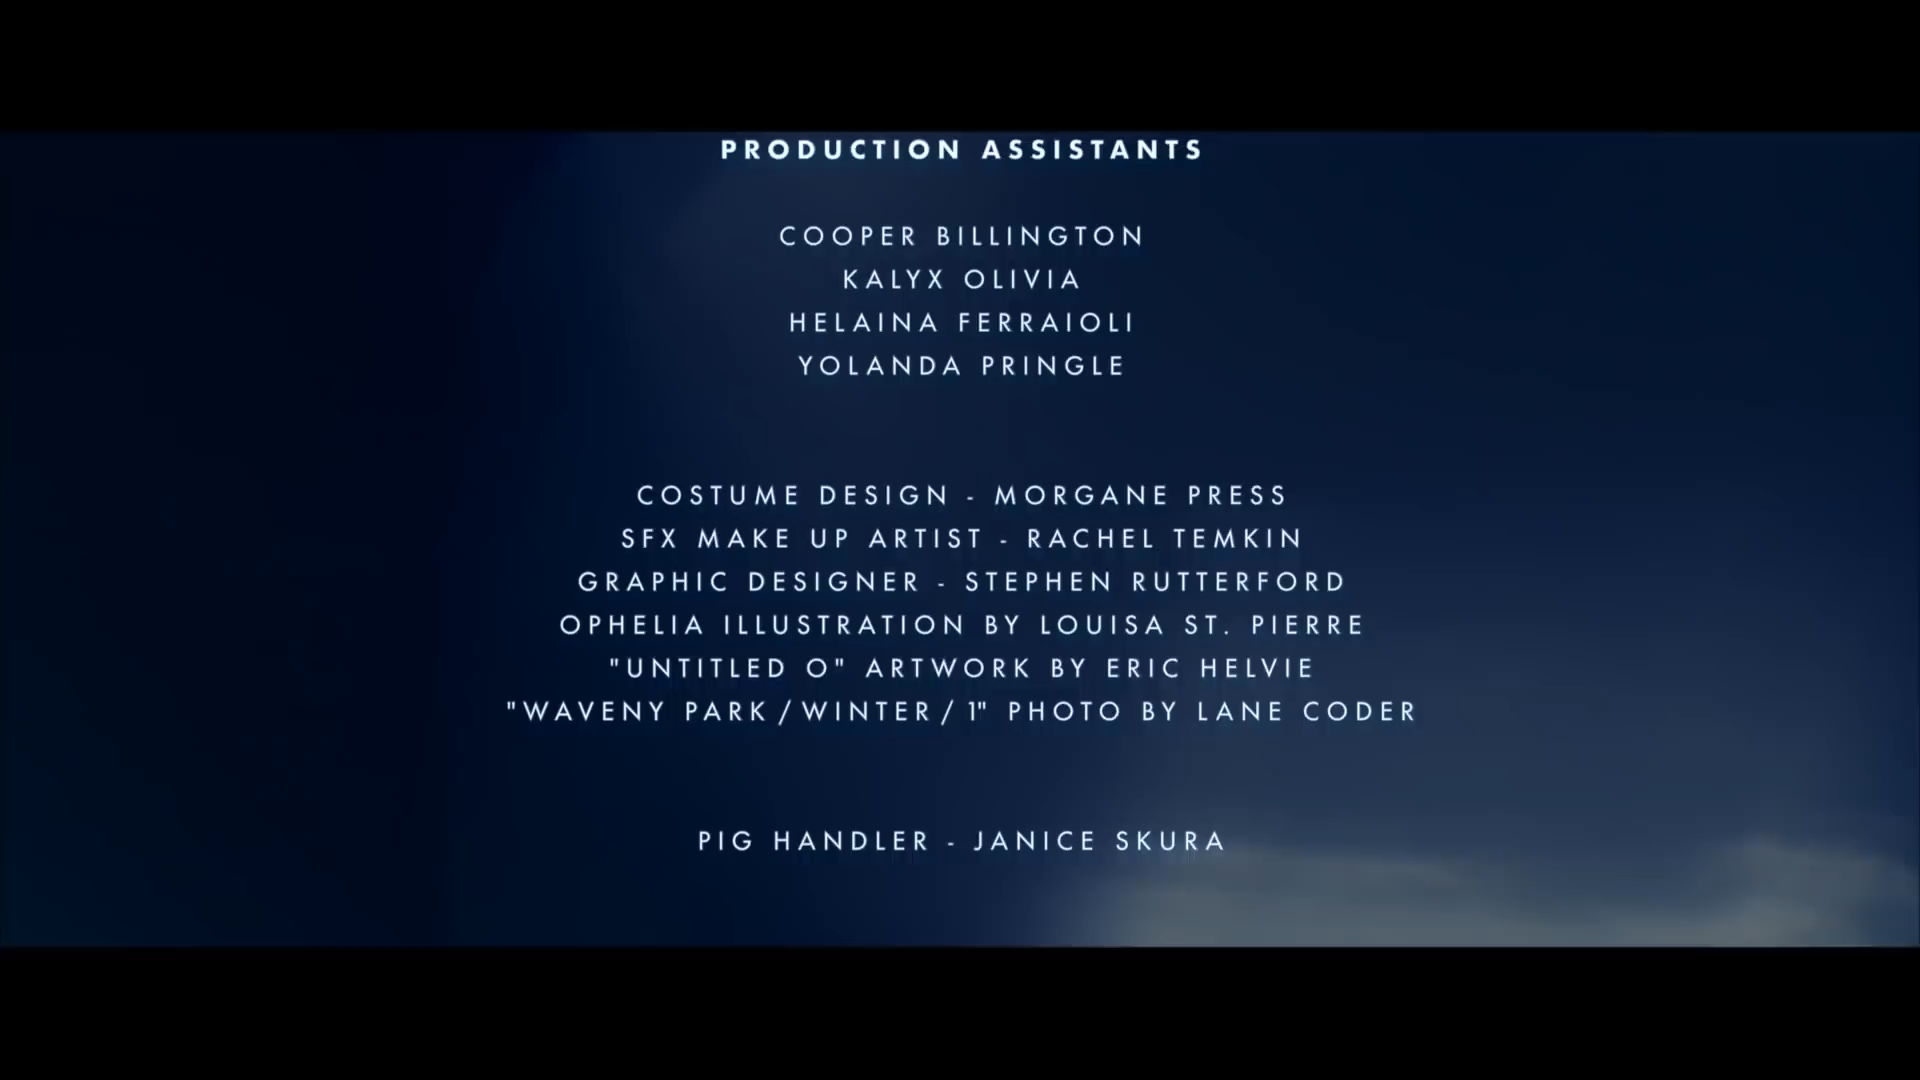 PRODUCTION ASSISTANTS
COOPER BILLINGTON
KALYX OLIVIA
HELAINA FERRAIOLI
YOLANDA PRINGLE
COSTUME DESIGN - MORGANE PRESS
SFX MAKE UP ARTIST - RACHEL TEMKIN
GRAPHIC DESIGNER - STEPHEN RUTTERFORD
OPHELIA ILLUSTRATION BY LOUISA ST. PIERRE
"UNTITLED O" ARTWORK BY ERIC HELVIE
"WAVENY PARK/WINTER/1" PHOTO BY LANE CODER
PIG HANDLER - JANICE SKURA